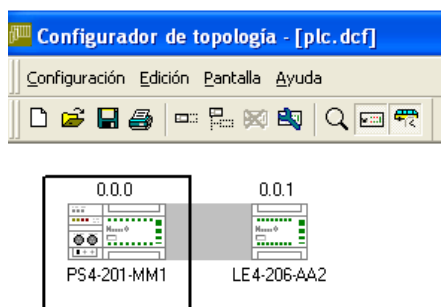 Configurador de topología - [plc.dcf]
Configuración Edición Pantalla Ayuda
0.0.0 0.0.1
PS4-201-MM1 LE4-206-AA2